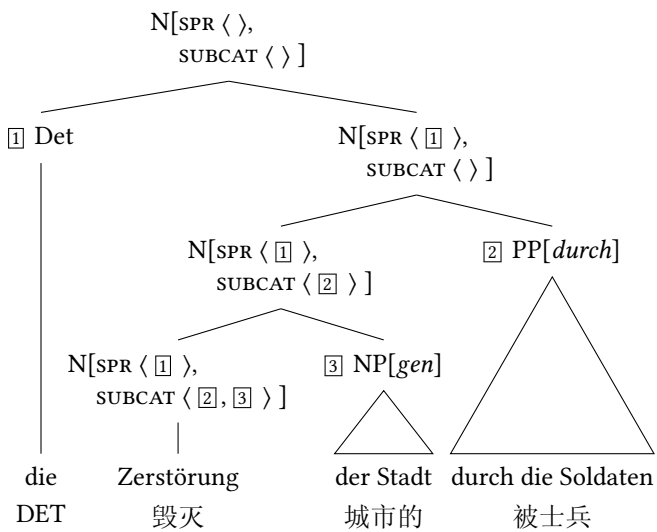 N[SPR ⟨ ⟩,
SUBCAT ⟨ ⟩ ]
1 Det
N[SPR ⟨ 1 ⟩,
SUBCAT ⟨ ⟩ ]
N[SPR ⟨ 1 ⟩,
SUBCAT ⟨ 2 ⟩ ]
2 PP[durch]
N[SPR ⟨ 1 ⟩,
SUBCAT ⟨ 2, 3 ⟩ ]
3 NP[gen]
die Zerstörung der Stadt durch die Soldaten
DET 毁灭 城市的 被士兵